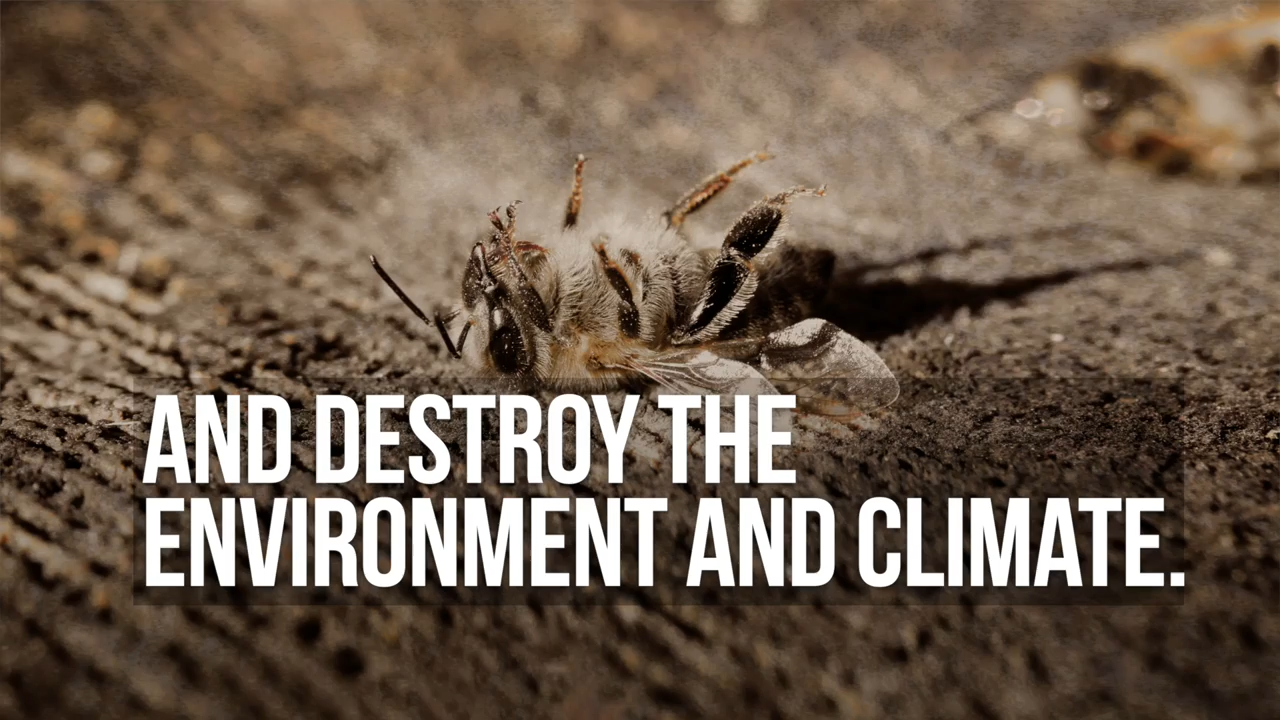 AND DESTROY THE
ENVIRONMENT AND CLIMATE.